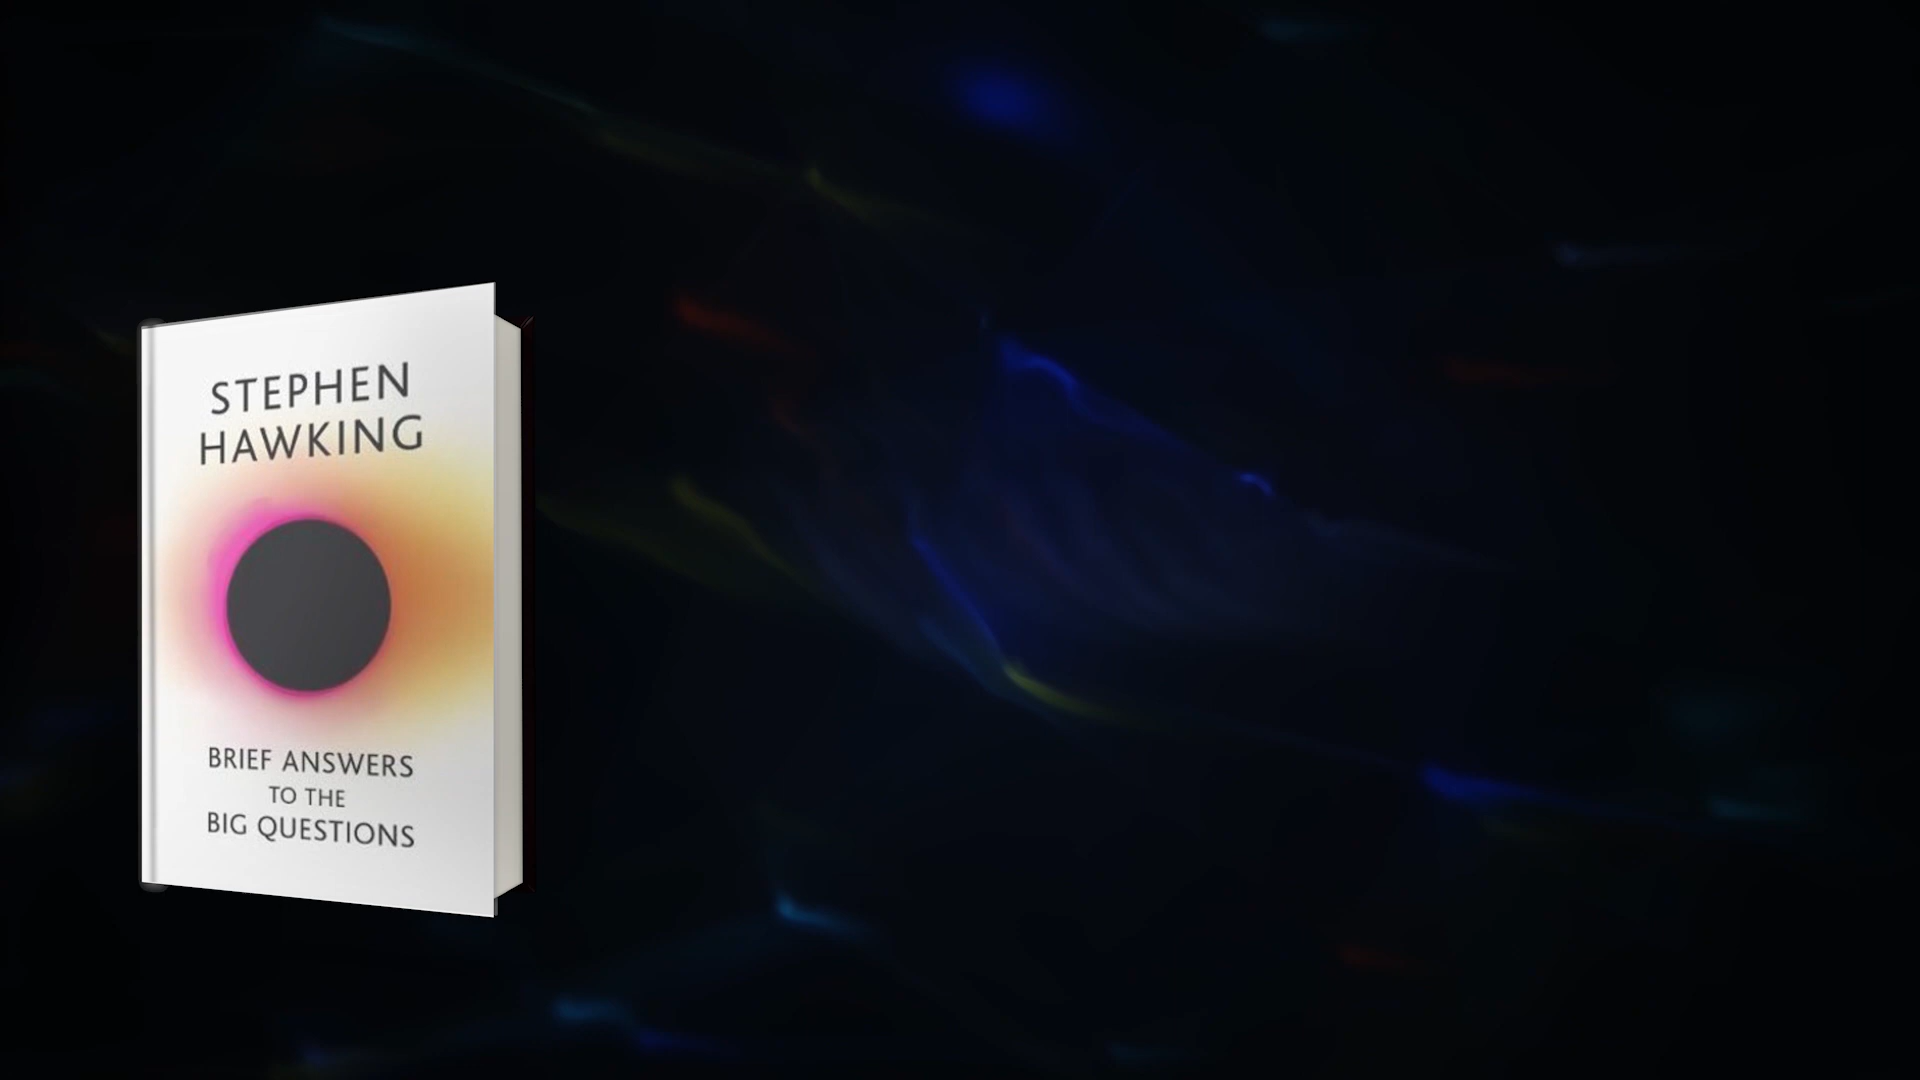 STEPHEN
HAWKING
BRIEF ANSWERS
TO THE
BIG QUESTIONS